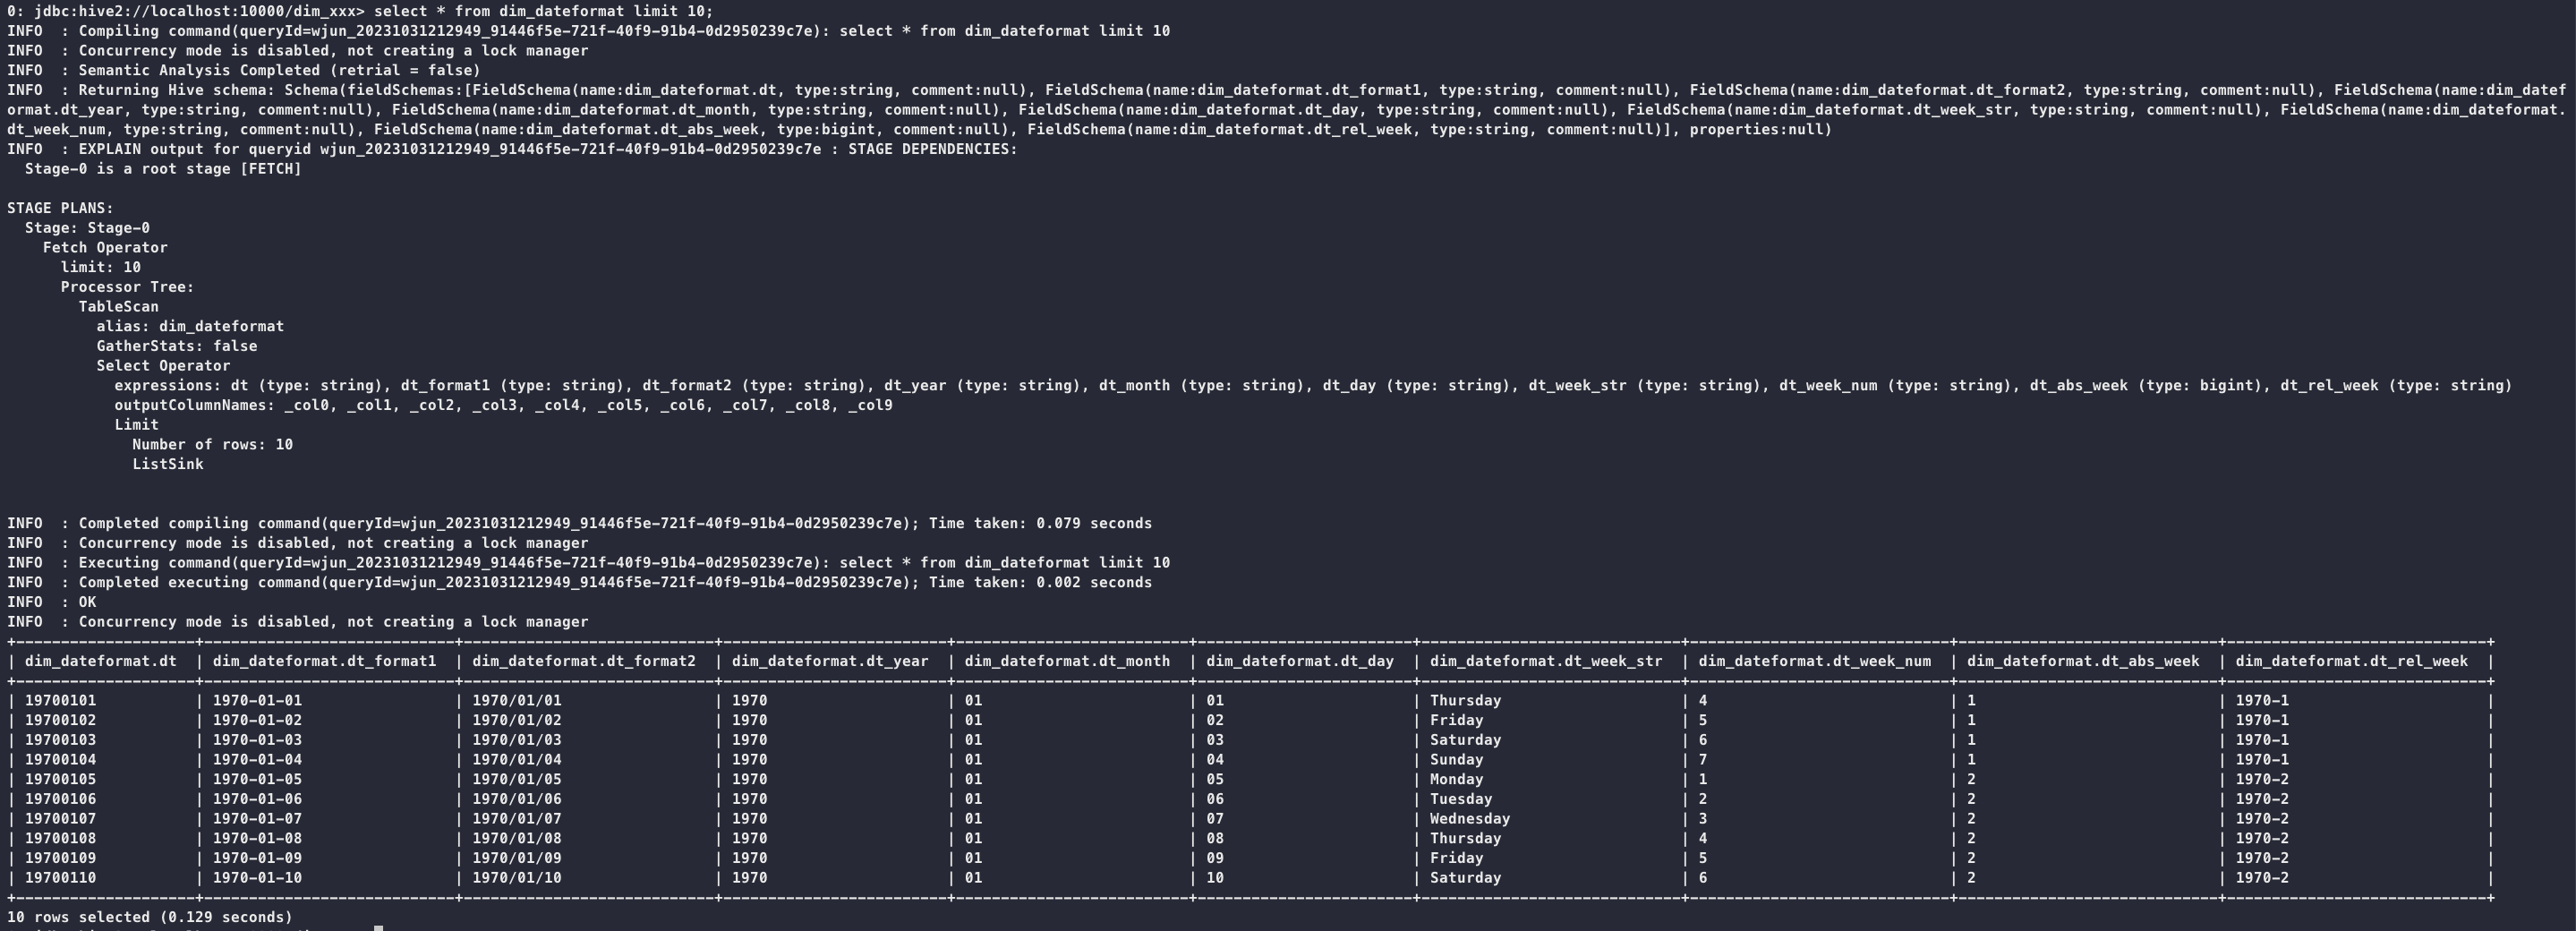 0: jdbc:hive2://localhost:10000/dim_xxx> select * from dim_dateformat limit 10;
INFO  : Compiling command(queryId=wjun_20231031212949_91446f5e-721f-40f9-91b4-0d2950239c7e): select * from dim_dateformat limit 10
INFO  : Concurrency mode is disabled, not creating a lock manager
INFO  : Semantic Analysis Completed (retrial = false)
INFO  : Returning Hive schema: Schema(fieldSchemas:[FieldSchema(name:dim_dateformat.dt, type:string, comment:null), FieldSchema(name:dim_dateformat.dt_format1, type:string, comment:null), FieldSchema(name:dim_dateformat.dt_format2, type:string, comment:null), FieldSchema(name:dim_datef
ormat.dt_year, type:string, comment:null), FieldSchema(name:dim_dateformat.dt_month, type:string, comment:null), FieldSchema(name:dim_dateformat.dt_day, type:string, comment:null), FieldSchema(name:dim_dateformat.dt_week_str, type:string, comment:null), FieldSchema(name:dim_dateformat.
dt_week_num, type:string, comment:null), FieldSchema(name:dim_dateformat.dt_abs_week, type:bigint, comment:null), FieldSchema(name:dim_dateformat.dt_rel_week, type:string, comment:null)], properties:null)
INFO  : EXPLAIN output for queryid wjun_20231031212949_91446f5e-721f-40f9-91b4-0d2950239c7e : STAGE DEPENDENCIES:
  Stage-0 is a root stage [FETCH]
STAGE PLANS:
  Stage: Stage-0
    Fetch Operator
      limit: 10
      Processor Tree:
        TableScan
          alias: dim_dateformat
          GatherStats: false
          Select Operator
            expressions: dt (type: string), dt_format1 (type: string), dt_format2 (type: string), dt_year (type: string), dt_month (type: string), dt_day (type: string), dt_week_str (type: string), dt_week_num (type: string), dt_abs_week (type: bigint), dt_rel_week (type: string)
            outputColumnNames: _col0, _col1, _col2, _col3, _col4, _col5, _col6, _col7, _col8, _col9
            Limit
              Number of rows: 10
              ListSink
INFO  : Completed compiling command(queryId=wjun_20231031212949_91446f5e-721f-40f9-91b4-0d2950239c7e); Time taken: 0.079 seconds
INFO  : Concurrency mode is disabled, not creating a lock manager
INFO  : Executing command(queryId=wjun_20231031212949_91446f5e-721f-40f9-91b4-0d2950239c7e): select * from dim_dateformat limit 10
INFO  : Completed executing command(queryId=wjun_20231031212949_91446f5e-721f-40f9-91b4-0d2950239c7e); Time taken: 0.002 seconds
INFO  : OK
INFO  : Concurrency mode is disabled, not creating a lock manager
| dim_dateformat.dt | dim_dateformat.dt_format1 | dim_dateformat.dt_format2 | dim_dateformat.dt_year | dim_dateformat.dt_month | dim_dateformat.dt_day | dim_dateformat.dt_week_str | dim_dateformat.dt_week_num | dim_dateformat.dt_abs_week | dim_dateformat.dt_rel_week |
| 19700101 | 1970-01-01 | 1970/01/01 | 1970 | 01 | 01 | Thursday | 4 | 1 | 1970-1 |
| 19700102 | 1970-01-02 | 1970/01/02 | 1970 | 01 | 02 | Friday | 5 | 1 | 1970-1 |
| 19700103 | 1970-01-03 | 1970/01/03 | 1970 | 01 | 03 | Saturday | 6 | 1 | 1970-1 |
| 19700104 | 1970-01-04 | 1970/01/04 | 1970 | 01 | 04 | Sunday | 7 | 1 | 1970-1 |
| 19700105 | 1970-01-05 | 1970/01/05 | 1970 | 01 | 05 | Monday | 1 | 2 | 1970-2 |
| 19700106 | 1970-01-06 | 1970/01/06 | 1970 | 01 | 06 | Tuesday | 2 | 2 | 1970-2 |
| 19700107 | 1970-01-07 | 1970/01/07 | 1970 | 01 | 07 | Wednesday | 3 | 2 | 1970-2 |
| 19700108 | 1970-01-08 | 1970/01/08 | 1970 | 01 | 08 | Thursday | 4 | 2 | 1970-2 |
| 19700109 | 1970-01-09 | 1970/01/09 | 1970 | 01 | 09 | Friday | 5 | 2 | 1970-2 |
| 19700110 | 1970-01-10 | 1970/01/10 | 1970 | 01 | 10 | Saturday | 6 | 2 | 1970-2 |
10 rows selected (0.129 seconds)